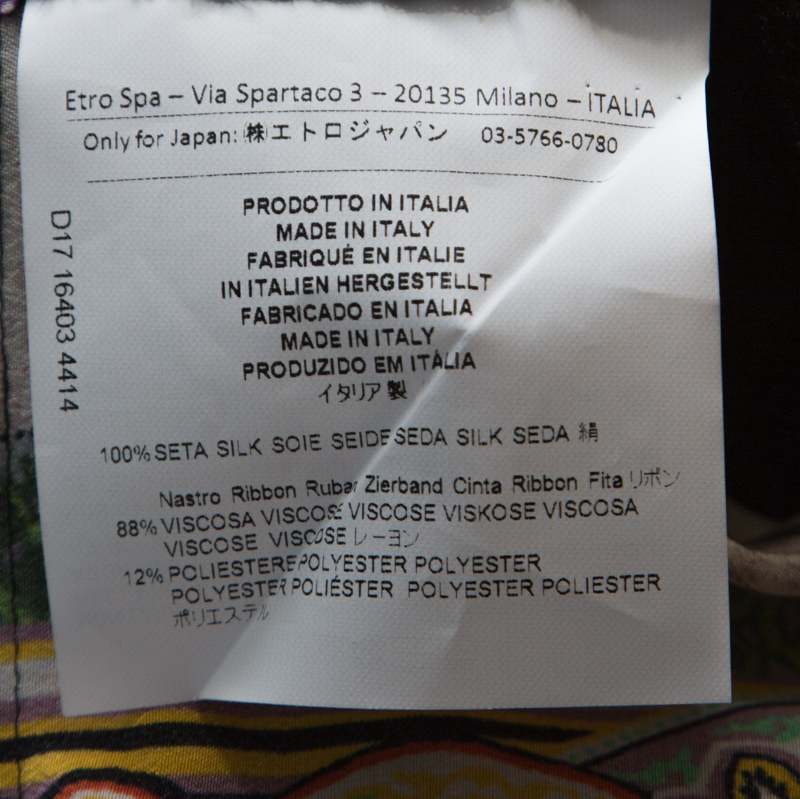 Etro Spa – Via Spartaco 3 – 20135 Milano – ITALIA
Only for Japan: ㈱エトロジャパン 03-5766-0780
PRODOTTO IN ITALIA
MADE IN ITALY
FABRIQUÉ EN ITALIE
IN ITALIEN HERGESTELLT
FABRICADO EN ITALIA
MADE IN ITALY
PRODUZIDO EM ITÁLIA
イタリア製
D17 16403 4414
100% SETA SILK SOIE SEIDE SEDA SILK SEDA 絹
Nastro Ribbon Ruban Zierband Cinta Ribbon Fita リボン
88% VISCOSA VISCOSE VISCOSE VISKOSE VISCOSA
VISCOSE VISCOSE レーヨン
12% POLIESTERE POLYESTER POLYESTER
POLYESTER POLIÉSTER POLYESTER POLIESTER
ポリエステル